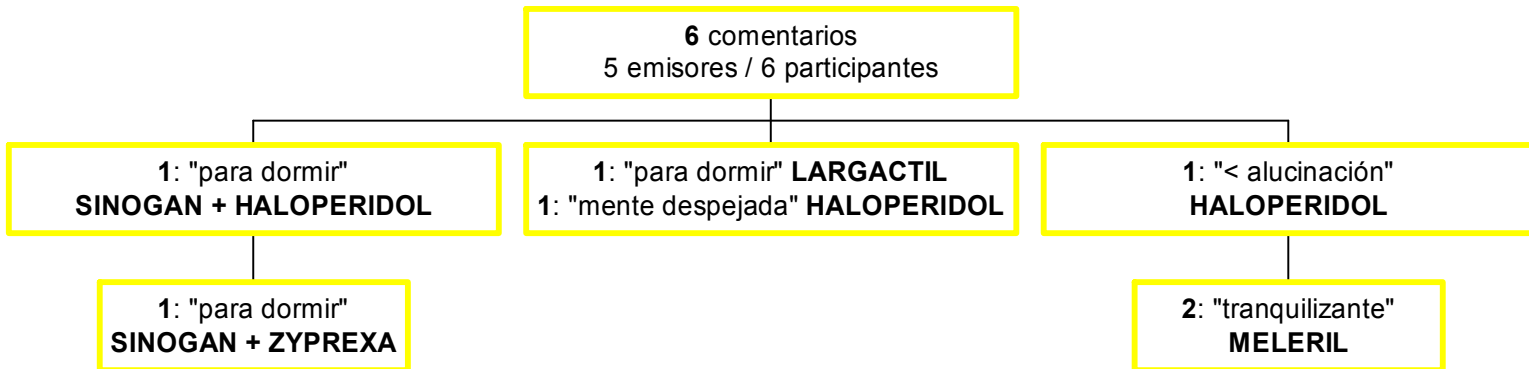 6 comentarios
5 emisores / 6 participantes
1: "para dormir"
SINOGAN + HALOPERIDOL
1: "para dormir" LARGACTIL
1: "mente despejada" HALOPERIDOL
1: "< alucinación"
HALOPERIDOL
1: "para dormir"
SINOGAN + ZYPREXA
2: "tranquilizante"
MELERIL